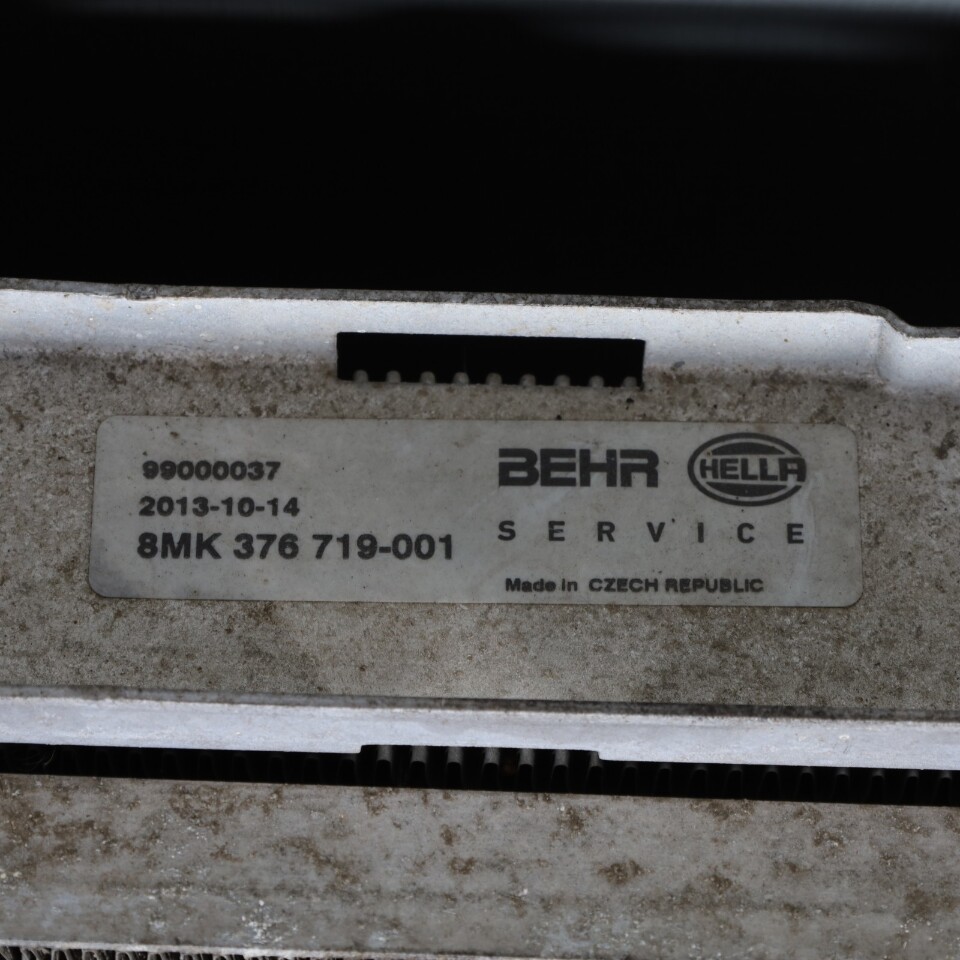 99000037
2013-10-14
8MK 376 719-001
BEHR HELLA
SERVICE
Made in CZECH REPUBLIC